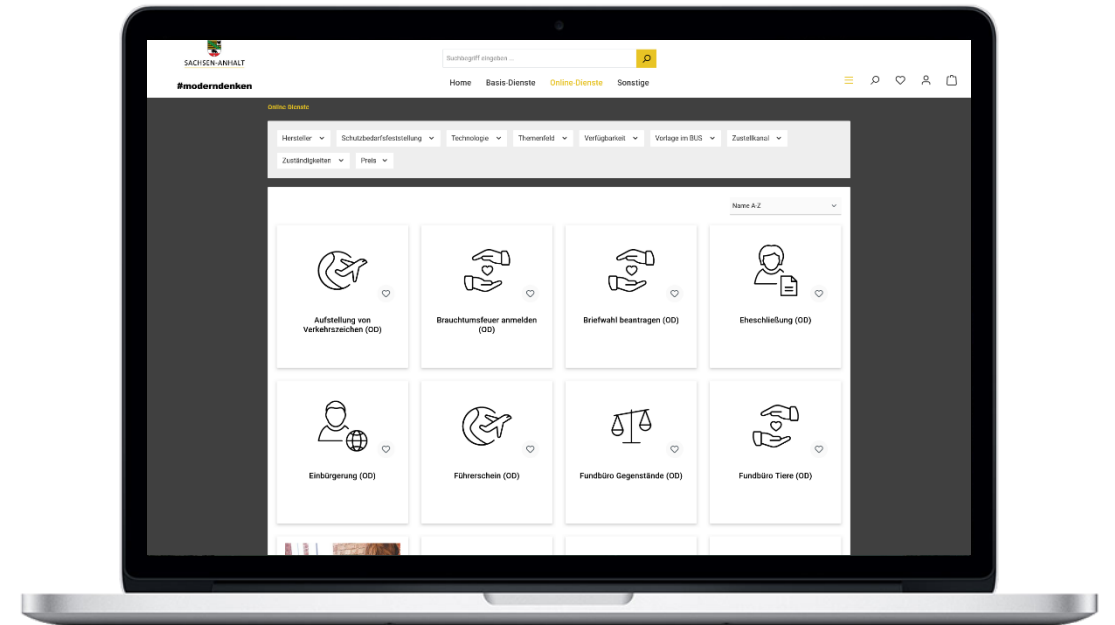 SACHSEN-ANHALT
#moderndenken
Suchbegriff eingeben ...
Home Basis-Dienste Online-Dienste Sonstige
Online Dienste
Hersteller Schutzbedarfsfeststellung Technologie Themenfeld Verfügbarkeit Vorlage im BUS Zustellkanal
Zuständigkeiten Preis
Name A-Z
Aufstellung von
Verkehrszeichen (OD)
Brauchtumsfeuer anmelden
(OD)
Briefwahl beantragen (OD)
Eheschließung (OD)
Einbürgerung (OD)
Führerschein (OD)
Fundbüro Gegenstände (OD)
Fundbüro Tiere (OD)